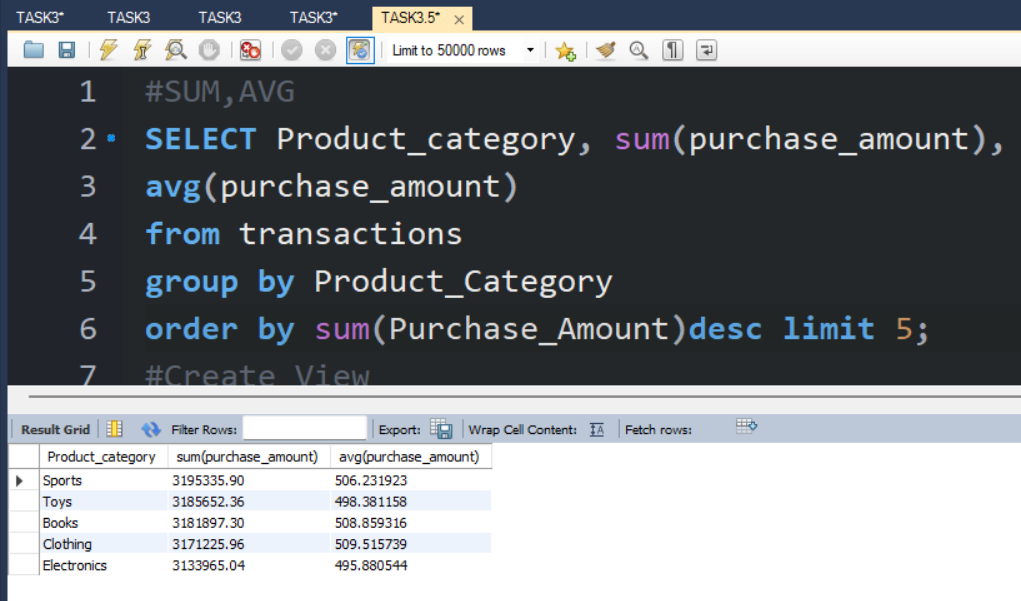 TASK3* TASK3 TASK3 TASK3* TASK3.5*
Limit to 50000 rows
1 #SUM,AVG
2 SELECT Product_category, sum(purchase_amount),
3 avg(purchase_amount)
4 from transactions
5 group by Product_Category
6 order by sum(Purchase_Amount)desc limit 5;
7 #Create View
Result Grid Filter Rows: Export: Wrap Cell Content: Fetch rows:
Product_category sum(purchase_amount) avg(purchase_amount)
Sports 3195335.90 506.231923
Toys 3185652.36 498.381158
Books 3181897.30 508.859316
Clothing 3171225.96 509.515739
Electronics 3133965.04 495.880544